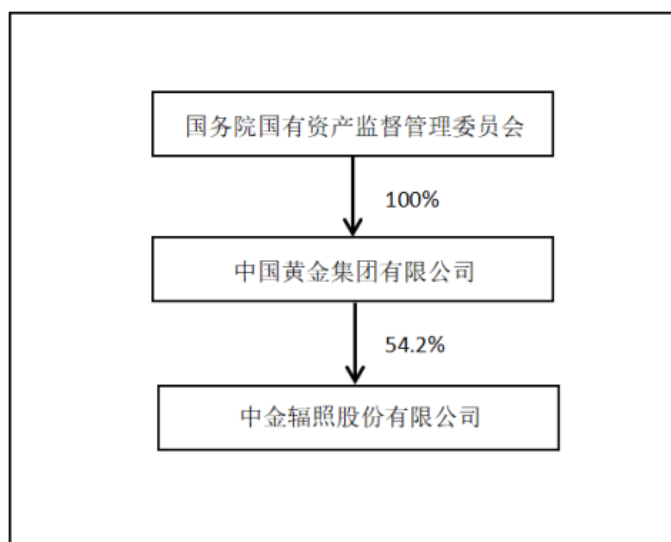 国务院国有资产监督管理委员会
100%
中国黄金集团有限公司
54.2%
中金辐照股份有限公司